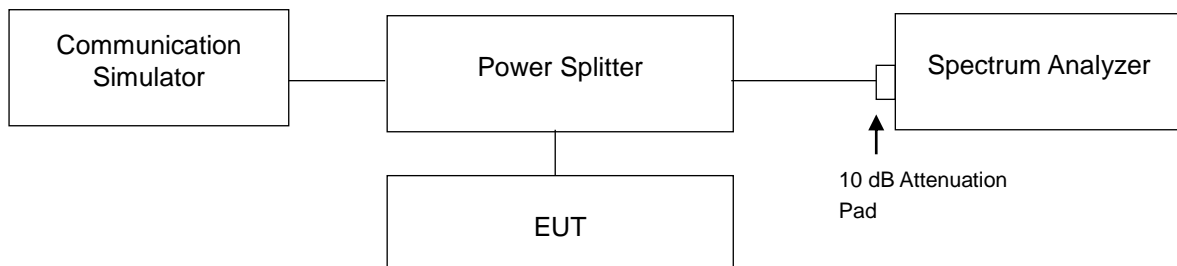 Communication
Simulator
Power Splitter
Spectrum Analyzer
10 dB Attenuation
Pad
EUT